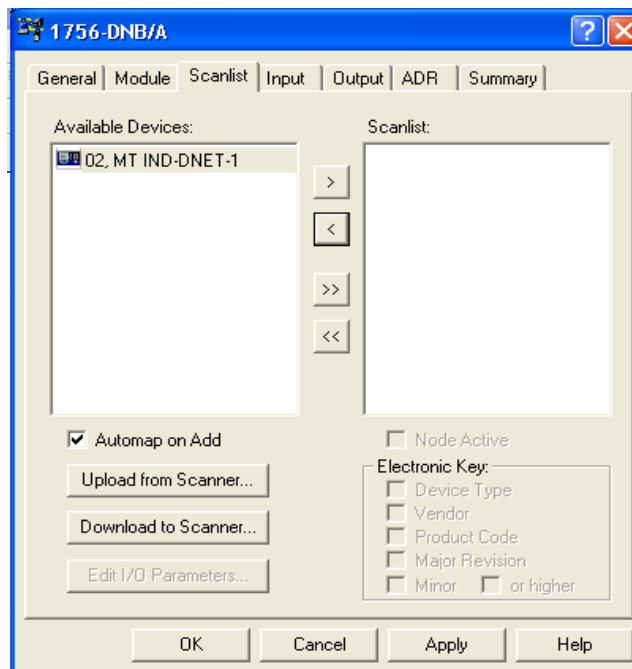 1756-DNB/A
General Module Scanlist Input Output ADR Summary
Available Devices: Scanlist:
02, MT IND-DNET-1
>
<
>>
<<
Automap on Add Node Active
Upload from Scanner... Electronic Key:
Device Type
Download to Scanner... Vendor
Product Code
Edit I/O Parameters... Major Revision
Minor or higher
OK Cancel Apply Help